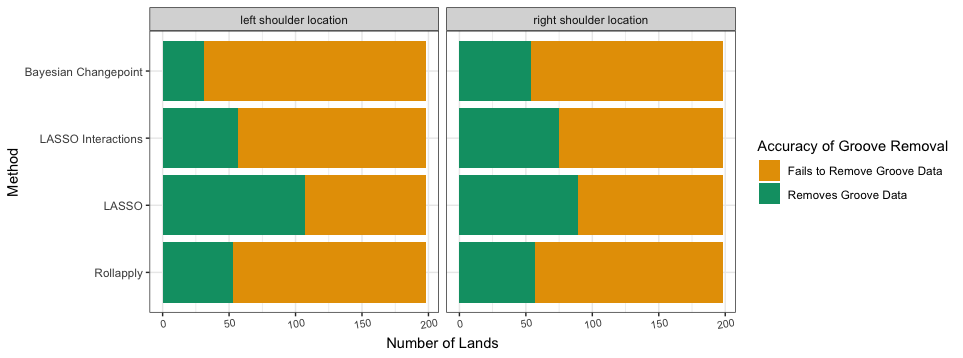 left shoulder location
right shoulder location
Method
Bayesian Changepoint
LASSO Interactions
LASSO
Rollapply
0 50 100 150 200
0 50 100 150 200
Number of Lands
Accuracy of Groove Removal
Fails to Remove Groove Data
Removes Groove Data